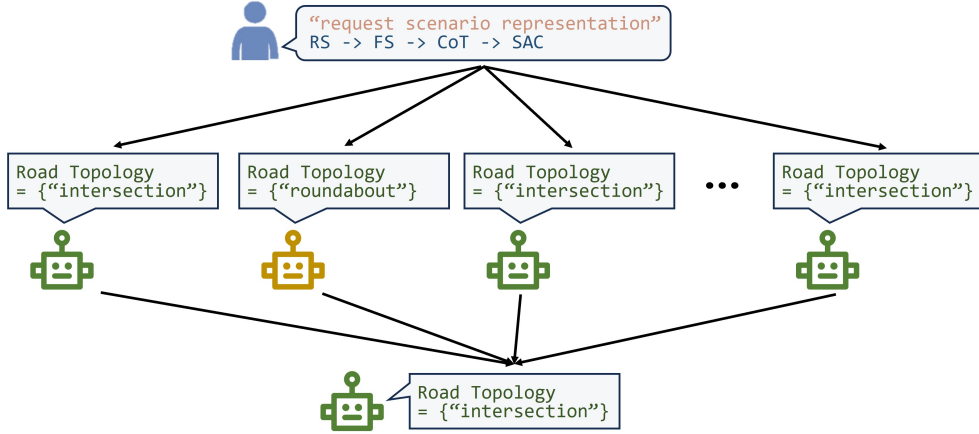 “request scenario representation”
RS -> FS -> CoT -> SAC
Road Topology
= {“intersection”}
Road Topology
= {“roundabout”}
Road Topology
= {“intersection”}
...
Road Topology
= {“intersection”}
Road Topology
= {“intersection”}